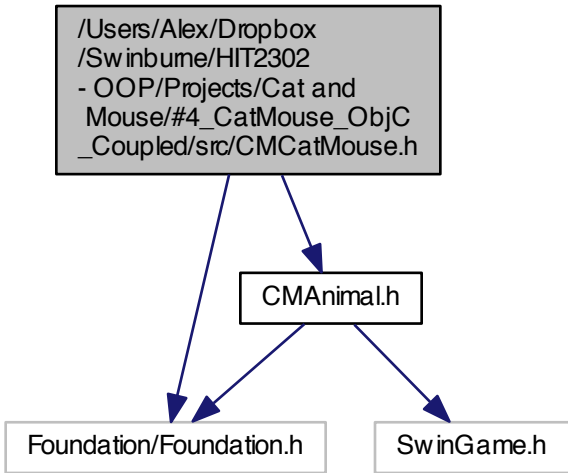 /Users/Alex/Dropbox
/Swinburne/HIT2302
- OOP/Projects/Cat and
Mouse/#4_CatMouse_ObjC
_Coupled/src/CMCatMouse.h
CMAnimal.h
Foundation/Foundation.h
SwinGame.h